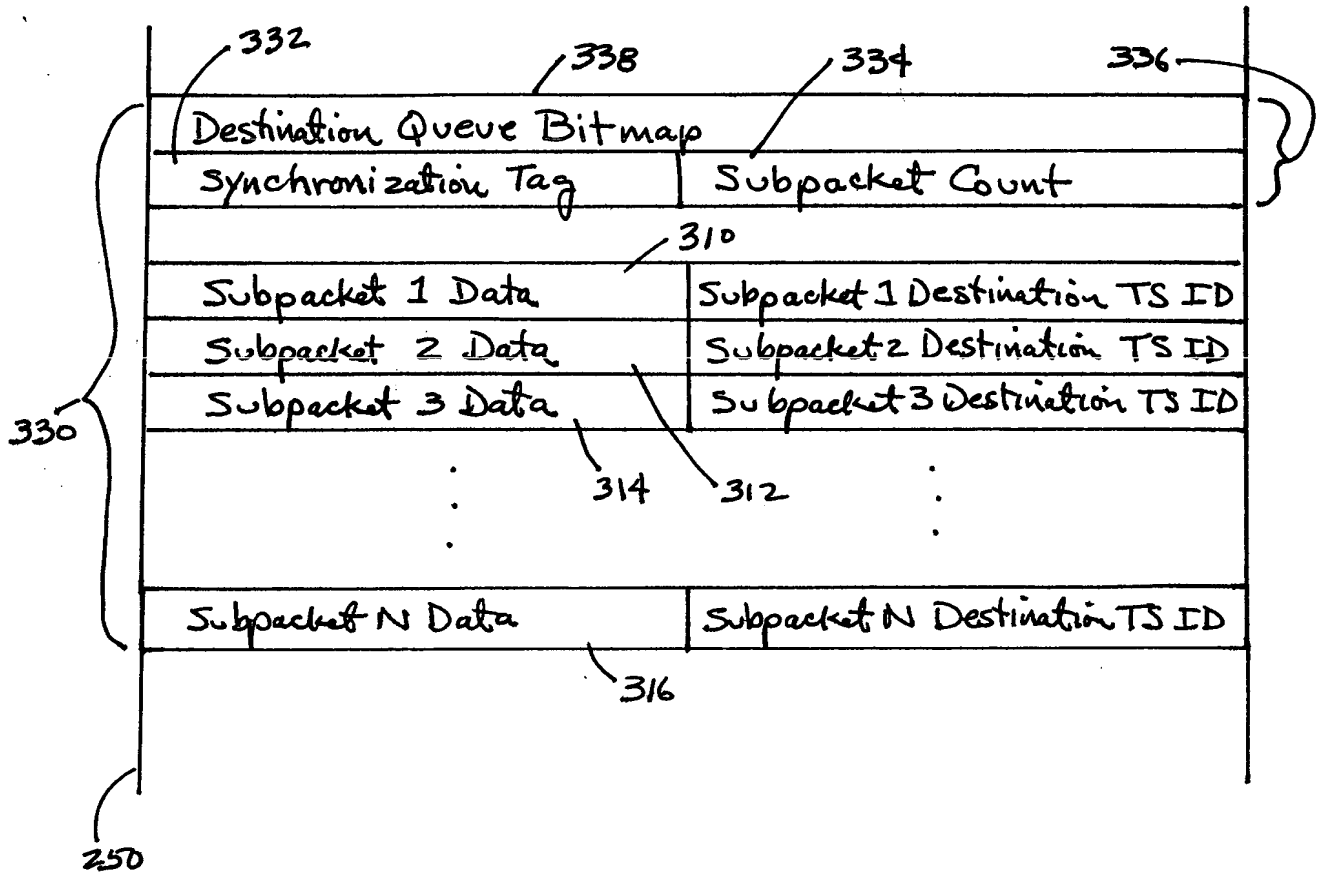 332
338
334
336
Destination Queue Bitmap
Synchronization Tag Subpacket Count
310
Subpacket 1 Data Subpacket 1 Destination TS ID
Subpacket 2 Data Subpacket 2 Destination TS ID
Subpacket 3 Data Subpacket 3 Destination TS ID
330
314
312
Subpacket N Data Subpacket N Destination TS ID
316
250